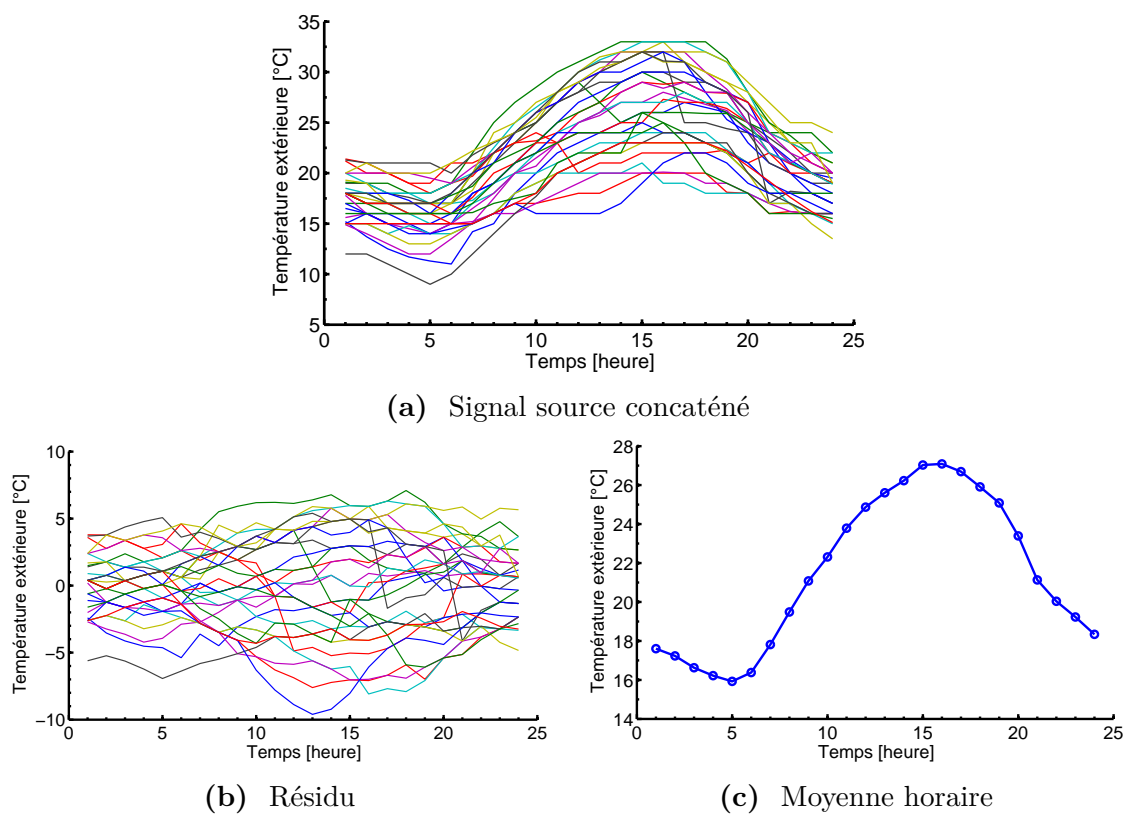 35
30
25
20
15
10
5
Température extérieure [°C]
0 5 10 15 20 25
Temps [heure]
(a) Signal source concaténé
10
5
0
−5
−10
Température extérieure [°C]
0 5 10 15 20 25
Temps [heure]
(b) Résidu
28
26
24
22
20
18
16
14
Température extérieure [°C]
0 5 10 15 20 25
Temps [heure]
(c) Moyenne horaire